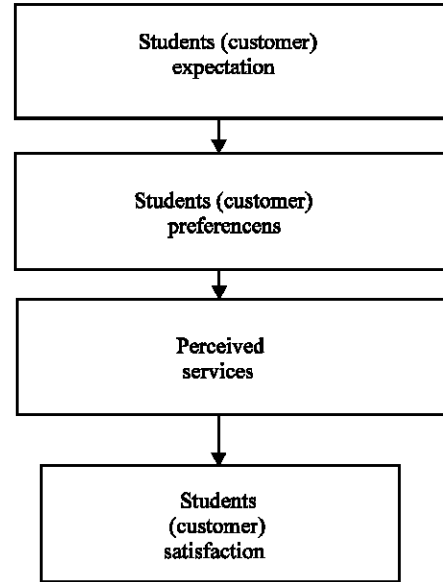 Students (customer)
expectation
Students (customer)
preferencens
Perceived
services
Students
(customer)
satisfaction